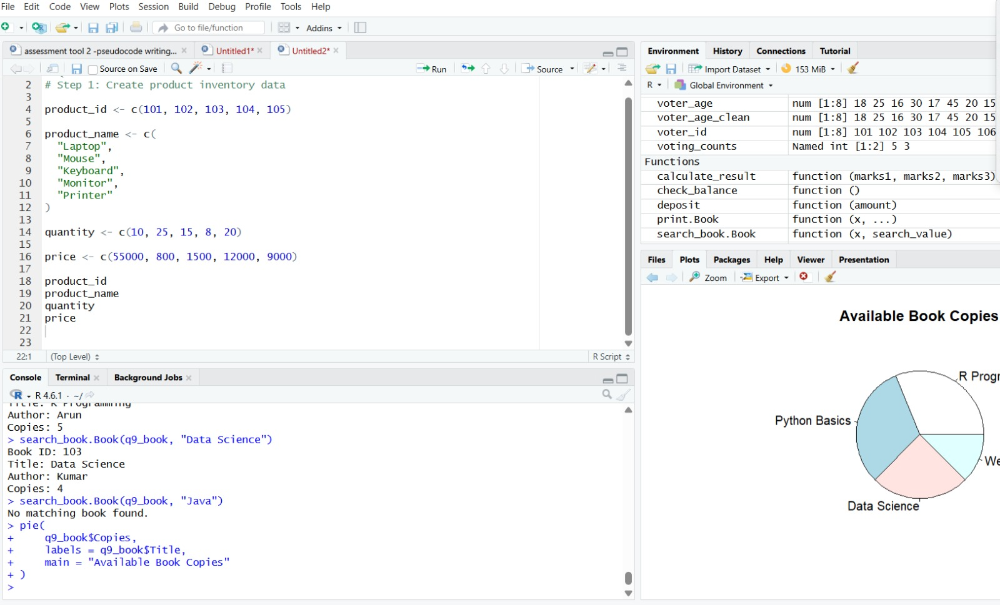 File Edit Code View Plots Session Build Debug Profile Tools Help
Go to file/function Addins
assessment tool 2 -pseudocode writing... Untitled1* Untitled2*
Source on Save Run Source
2 # Step 1: Create product inventory data
3
4 product_id <- c(101, 102, 103, 104, 105)
5
6 product_name <- c(
7 "Laptop",
8 "Mouse",
9 "Keyboard",
10 "Monitor",
11 "Printer"
12 )
13
14 quantity <- c(10, 25, 15, 8, 20)
15
16 price <- c(55000, 800, 1500, 12000, 9000)
17
18 product_id
19 product_name
20 quantity
21 price
22
23
22:1 (Top Level) R Script
Console Terminal Background Jobs
R 4.6.1 · ~/
Title: R Programming
Author: Arun
Copies: 5
> search_book.Book(q9_book, "Data Science")
Book ID: 103
Title: Data Science
Author: Kumar
Copies: 4
> search_book.Book(q9_book, "Java")
No matching book found.
> pie(
+ q9_book$Copies,
+ labels = q9_book$Title,
+ main = "Available Book Copies"
+ )
>
Environment History Connections Tutorial
Import Dataset 153 MiB
R Global Environment
voter_age num [1:8] 18 25 16 30 17 45 20 15
voter_age_clean num [1:8] 18 25 16 30 17 45 20 15
voter_id num [1:8] 101 102 103 104 105 106
voting_counts Named int [1:2] 5 3
Functions
calculate_result function (marks1, marks2, marks3)
check_balance function ()
deposit function (amount)
print.Book function (x, ...)
search_book.Book function (x, search_value)
Files Plots Packages Help Viewer Presentation
Zoom Export
Available Book Copies
R Progr
Python Basics
We
Data Science